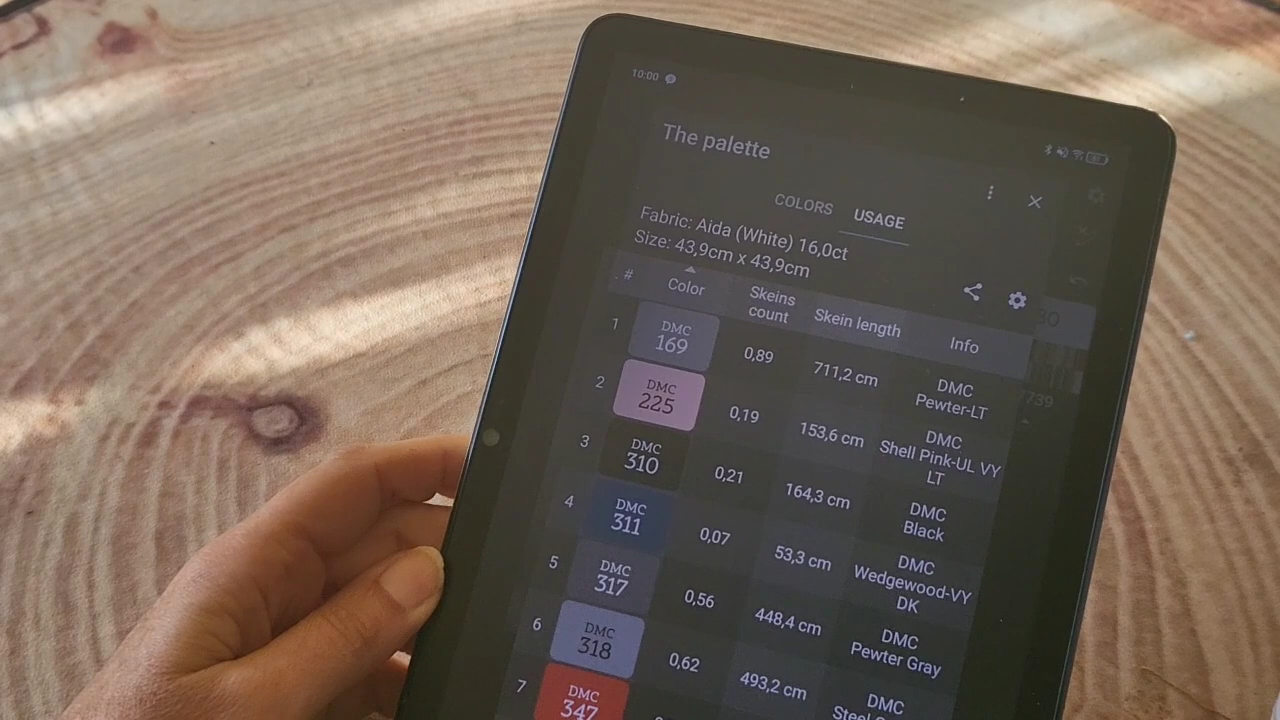 10:00
The palette
COLORS USAGE
Fabric: Aida (White) 16,0ct
Size: 43,9cm x 43,9cm
# Color Skeins count Skein length Info
1 DMC 169 0,89 711,2 cm DMC Pewter-LT
2 DMC 225 0,19 153,6 cm DMC Shell Pink-UL VY LT
3 DMC 310 0,21 164,3 cm DMC Black
4 DMC 311 0,07 53,3 cm DMC Wedgewood-VY DK
5 DMC 317 0,56 448,4 cm DMC Pewter Gray
6 DMC 318 0,62 493,2 cm DMC
7 DMC 347
739